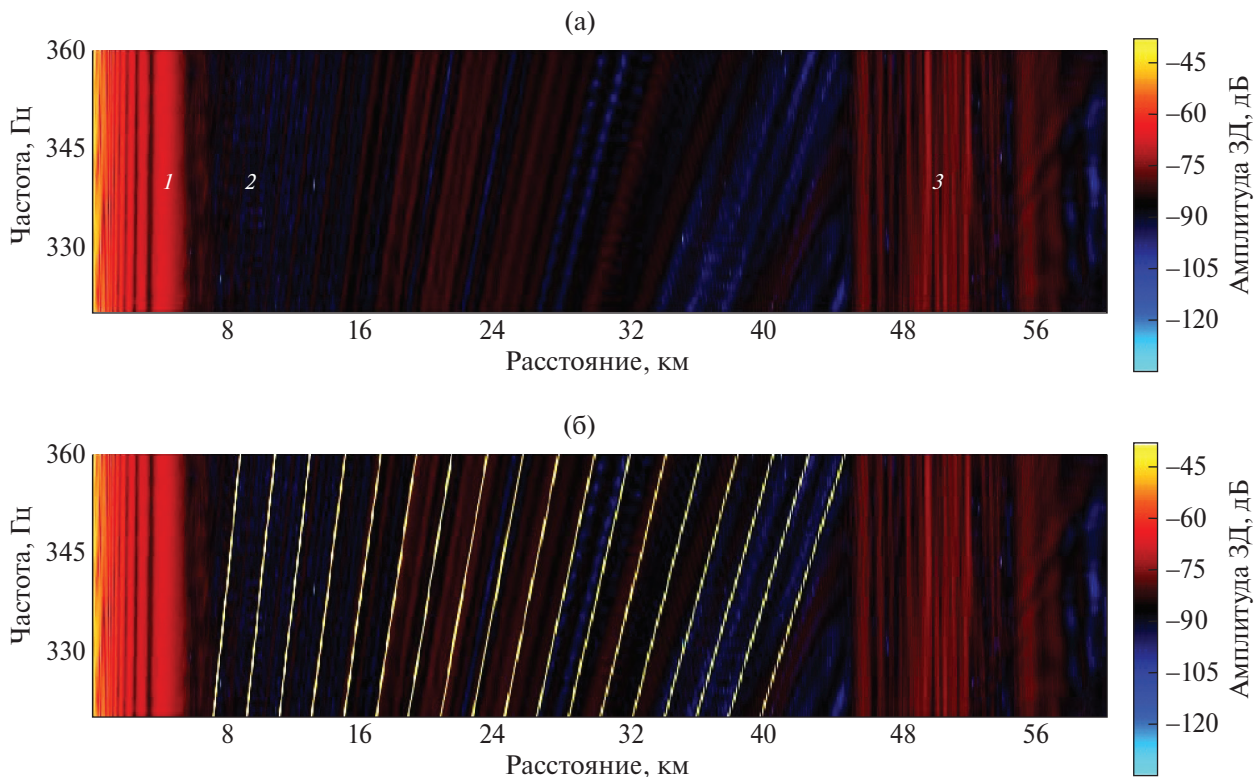 (а)
360
345
330
Частота, Гц
1
2
3
8 16 24 32 40 48 56
Расстояние, км
–45
–60
–75
–90
–105
–120
Амплитуда ЗД, дБ
(б)
360
345
330
Частота, Гц
8 16 24 32 40 48 56
Расстояние, км
–45
–60
–75
–90
–105
–120
Амплитуда ЗД, дБ